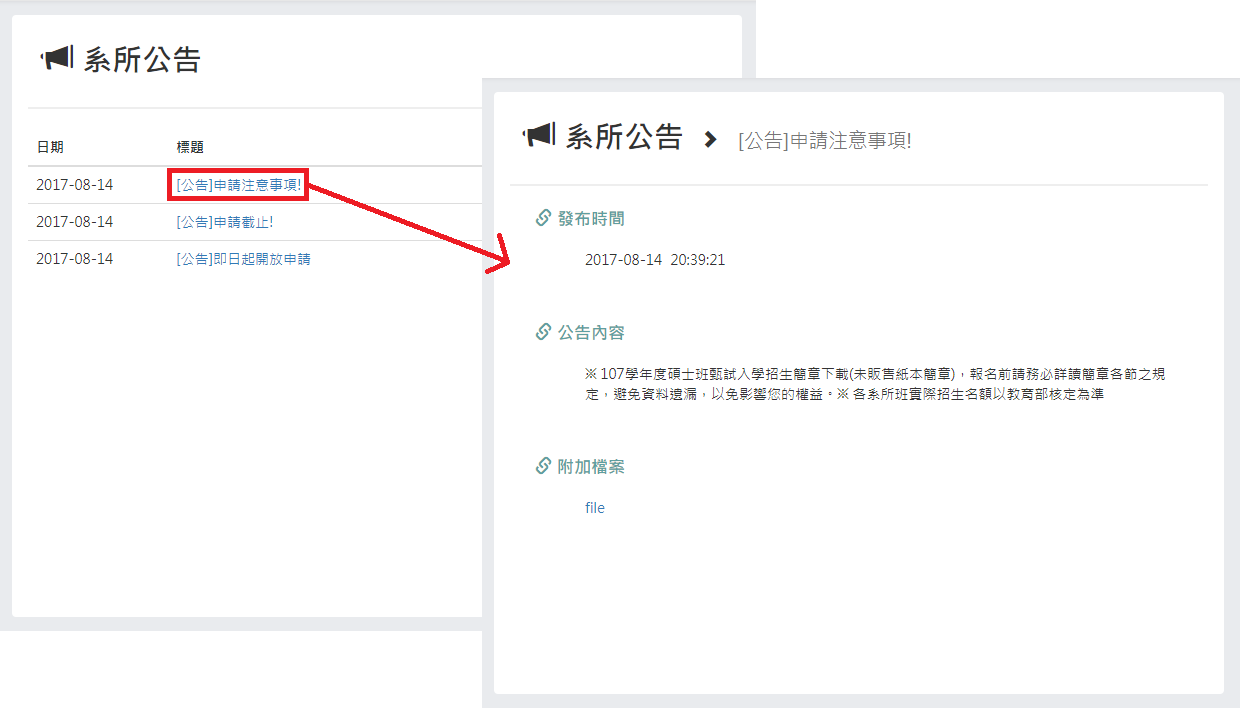 系所公告
日期 標題
2017-08-14 [公告]申請注意事項!
2017-08-14 [公告]申請截止!
2017-08-14 [公告]即日起開放申請
系所公告 [公告]申請注意事項!
發布時間
2017-08-14 20:39:21
公告內容
※ 107學年度碩士班甄試入學招生簡章下載(未販售紙本簡章)，報名前請務必詳讀簡章各節之規
定，避免資料遺漏，以免影響您的權益。※ 各系所班實際招生名額以教育部核定為準
附加檔案
file